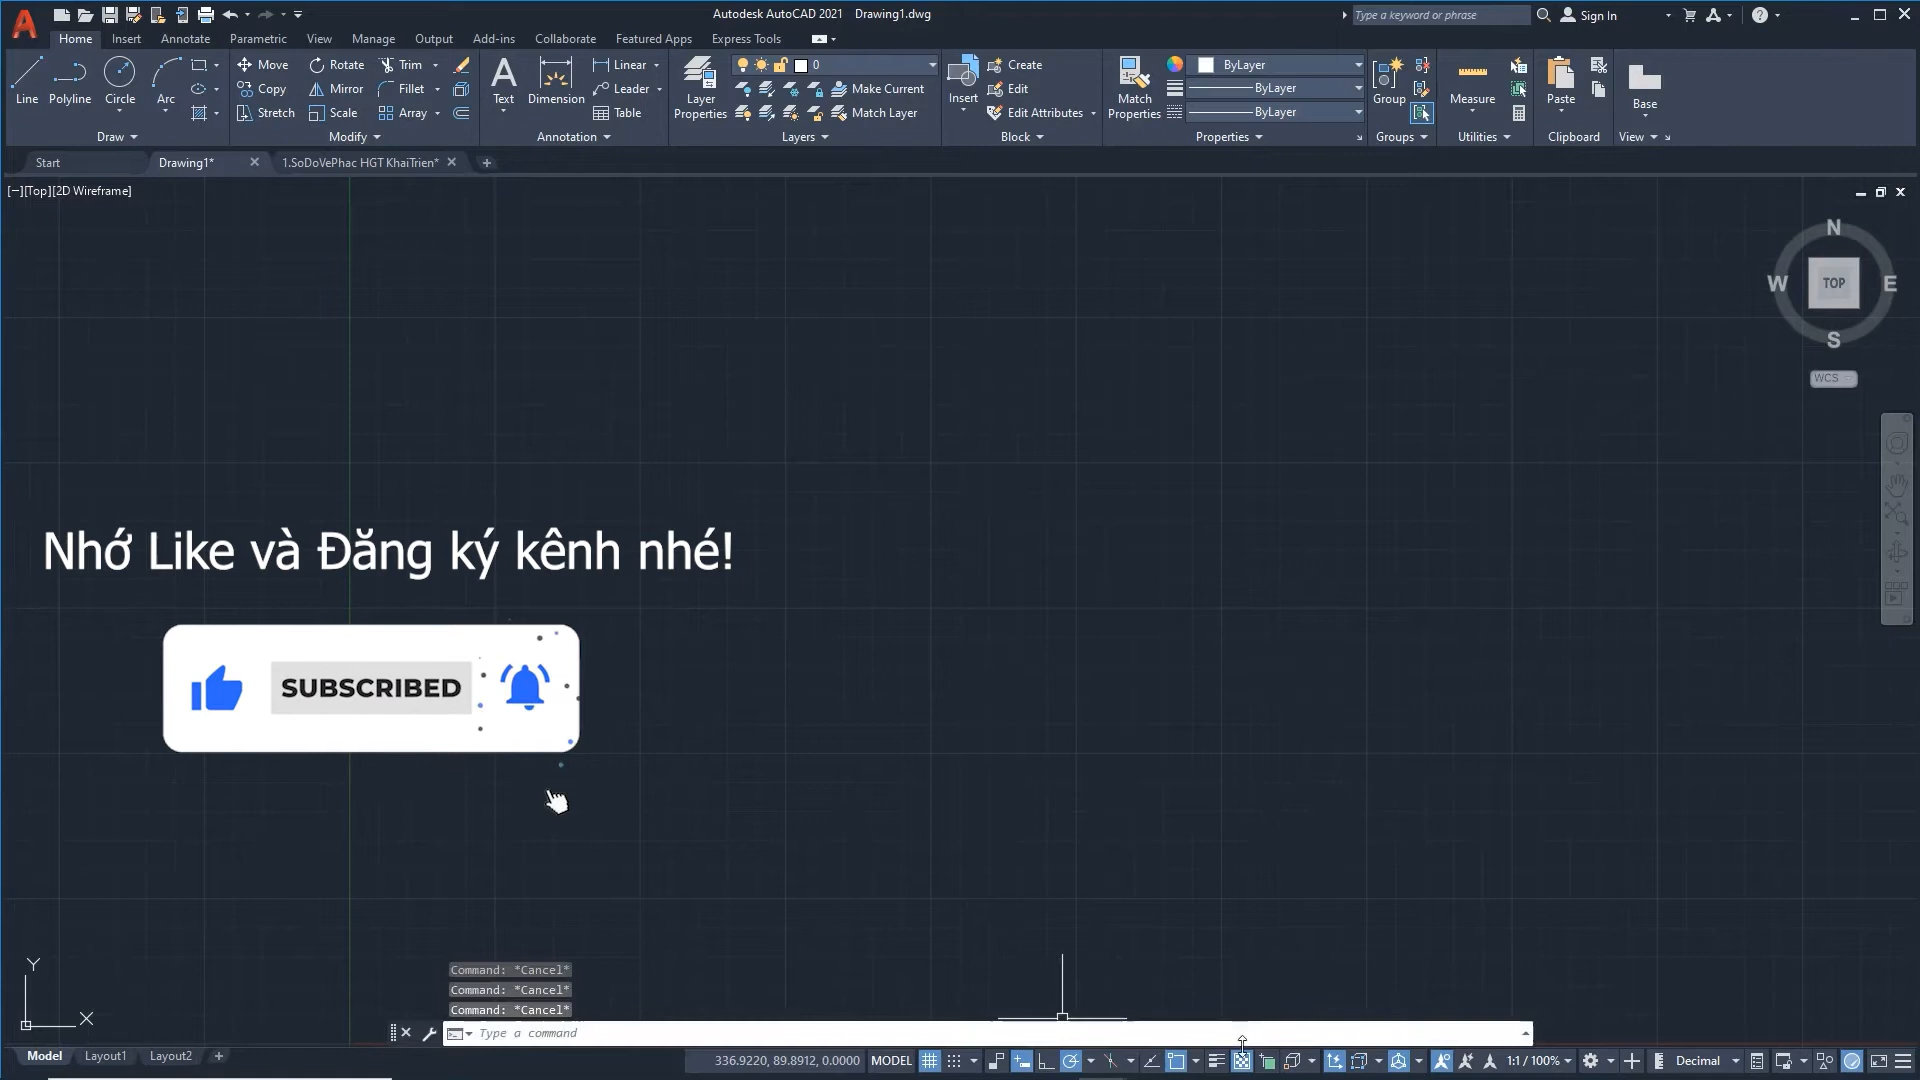 Autodesk AutoCAD 2021 Drawing1.dwg
Type a keyword or phrase
Sign In
Home Insert Annotate Parametric View Manage Output Add-ins Collaborate Featured Apps Express Tools
Line
Polyline
Circle
Arc
Draw
Move Rotate Trim
Copy Mirror Fillet
Stretch Scale Array
Modify
Text
Dimension
Linear
Leader
Table
Annotation
Layer
Properties
0
Make Current
Match Layer
Layers
Insert
Create
Edit
Edit Attributes
Block
Match
Properties
ByLayer
ByLayer
ByLayer
Properties
Group
Groups
Measure
Utilities
Paste
Clipboard
Base
View
Start
Drawing1*
1.SoDoVePhac HGT KhaiTrien*
[−][Top][2D Wireframe]
N
W
TOP
E
S
WCS
Nhớ Like và Đăng ký kênh nhé!
SUBSCRIBED
Y
X
Command: *Cancel*
Command: *Cancel*
Command: *Cancel*
Type a command
Model Layout1 Layout2
336.9220, 89.8912, 0.0000 MODEL
1:1 / 100%
Decimal